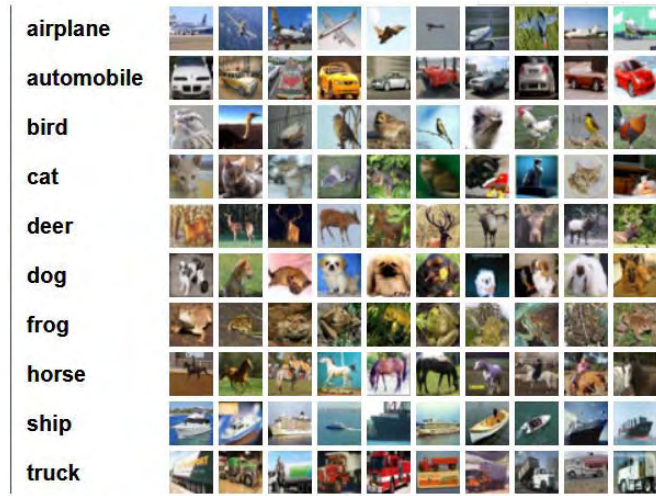 airplane
automobile
bird
cat
deer
dog
frog
horse
ship
truck